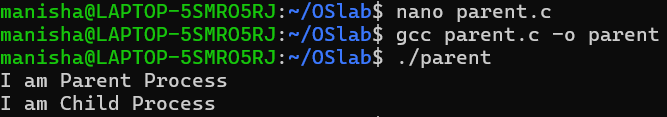 manisha@LAPTOP-5SMRO5RJ:~/OSlab$ nano parent.c
manisha@LAPTOP-5SMRO5RJ:~/OSlab$ gcc parent.c -o parent
manisha@LAPTOP-5SMRO5RJ:~/OSlab$ ./parent
I am Parent Process
I am Child Process